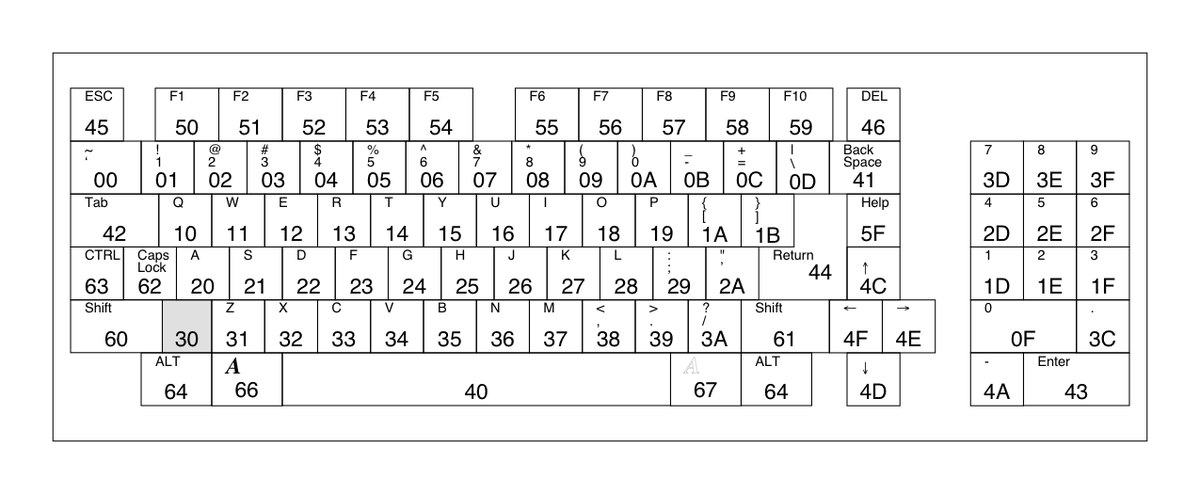 ESC F1 F2 F3 F4 F5 F6 F7 F8 F9 F10 DEL
45 50 51 52 53 54 55 56 57 58 59 46
~ ! @ # $ % ^ & * ( ) _ + | Back 7 8 9
` 1 2 3 4 5 6 7 8 9 0 - = \ Space
00 01 02 03 04 05 06 07 08 09 0A 0B 0C 0D 41 3D 3E 3F
Tab Q W E R T Y U I O P { } Help 4 5 6
[ ]
42 10 11 12 13 14 15 16 17 18 19 1A 1B 5F 2D 2E 2F
CTRL Caps A S D F G H J K L : " Return ↑ 1 2 3
Lock ; '
63 62 20 21 22 23 24 25 26 27 28 29 2A 44 4C 1D 1E 1F
Shift Z X C V B N M < > ? Shift ← → 0 .
, . /
60 30 31 32 33 34 35 36 37 38 39 3A 61 4F 4E 0F 3C
ALT A A ALT ↓ - Enter
64 66 40 67 64 4D 4A 43